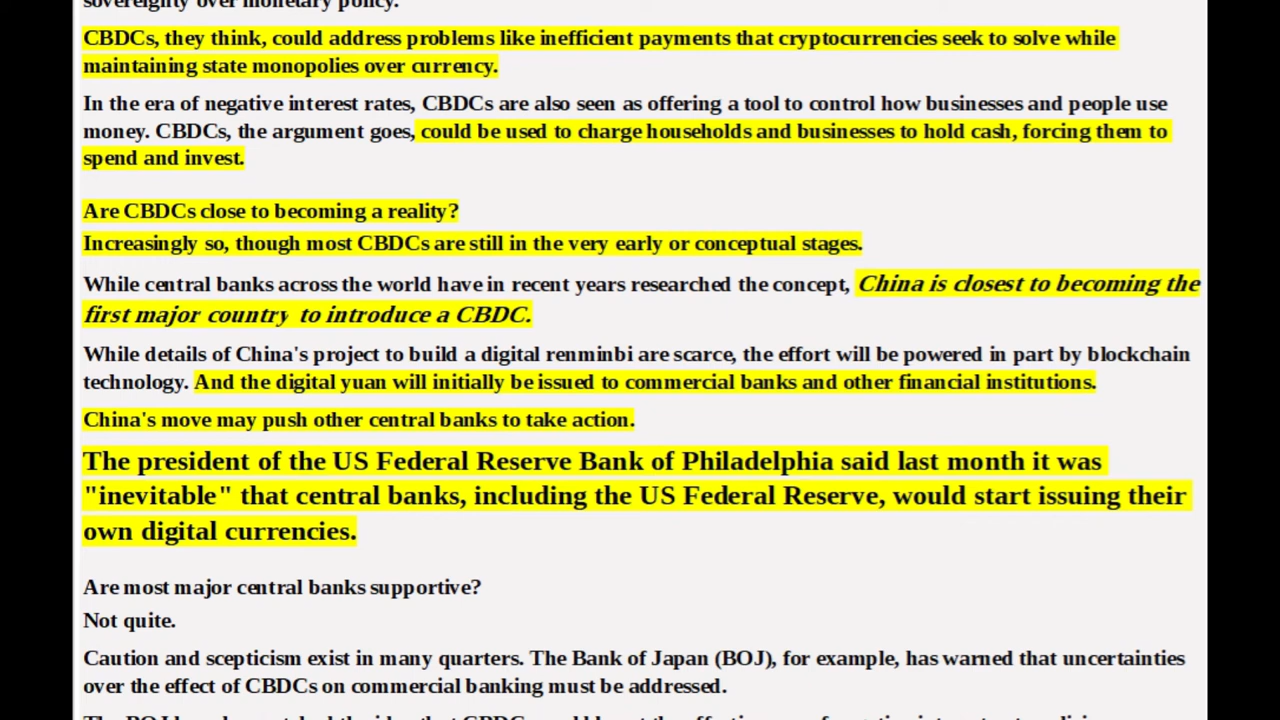 sovereignty over monetary policy.
CBDCs, they think, could address problems like inefficient payments that cryptocurrencies seek to solve while
maintaining state monopolies over currency.
In the era of negative interest rates, CBDCs are also seen as offering a tool to control how businesses and people use
money. CBDCs, the argument goes, could be used to charge households and businesses to hold cash, forcing them to
spend and invest.
Are CBDCs close to becoming a reality?
Increasingly so, though most CBDCs are still in the very early or conceptual stages.
While central banks across the world have in recent years researched the concept, China is closest to becoming the
first major country to introduce a CBDC.
While details of China's project to build a digital renminbi are scarce, the effort will be powered in part by blockchain
technology. And the digital yuan will initially be issued to commercial banks and other financial institutions.
China's move may push other central banks to take action.
The president of the US Federal Reserve Bank of Philadelphia said last month it was
"inevitable" that central banks, including the US Federal Reserve, would start issuing their
own digital currencies.
Are most major central banks supportive?
Not quite.
Caution and scepticism exist in many quarters. The Bank of Japan (BOJ), for example, has warned that uncertainties
over the effect of CBDCs on commercial banking must be addressed.